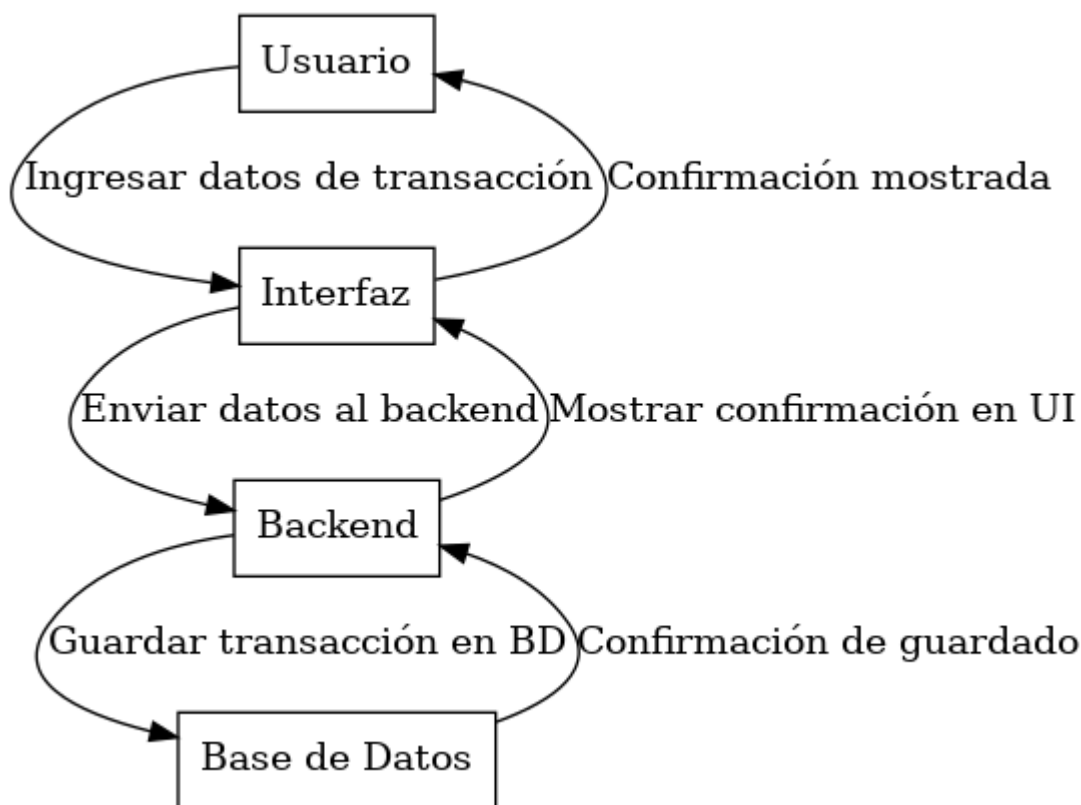 Usuario
Ingresar datos de transacción
Confirmación mostrada
Interfaz
Enviar datos al backend
Mostrar confirmación en UI
Backend
Guardar transacción en BD
Confirmación de guardado
Base de Datos